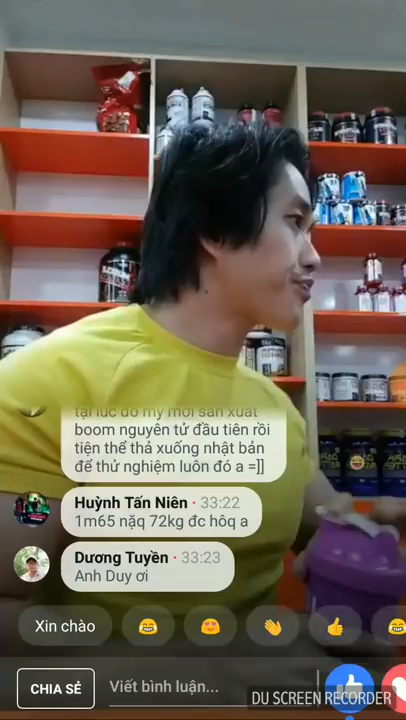 tại lúc đó mỹ mới sản xuất
boom nguyên tử đầu tiên rồi
tiện thể thả xuống nhật bản
để thử nghiệm luôn đó a =]]
Huỳnh Tấn Niên · 33:22
1m65 nặq 72kg đc hôq a
Dương Tuyền · 33:23
Anh Duy ơi
Xin chào
CHIA SẺ
Viết bình luận...
DU SCREEN RECORDER